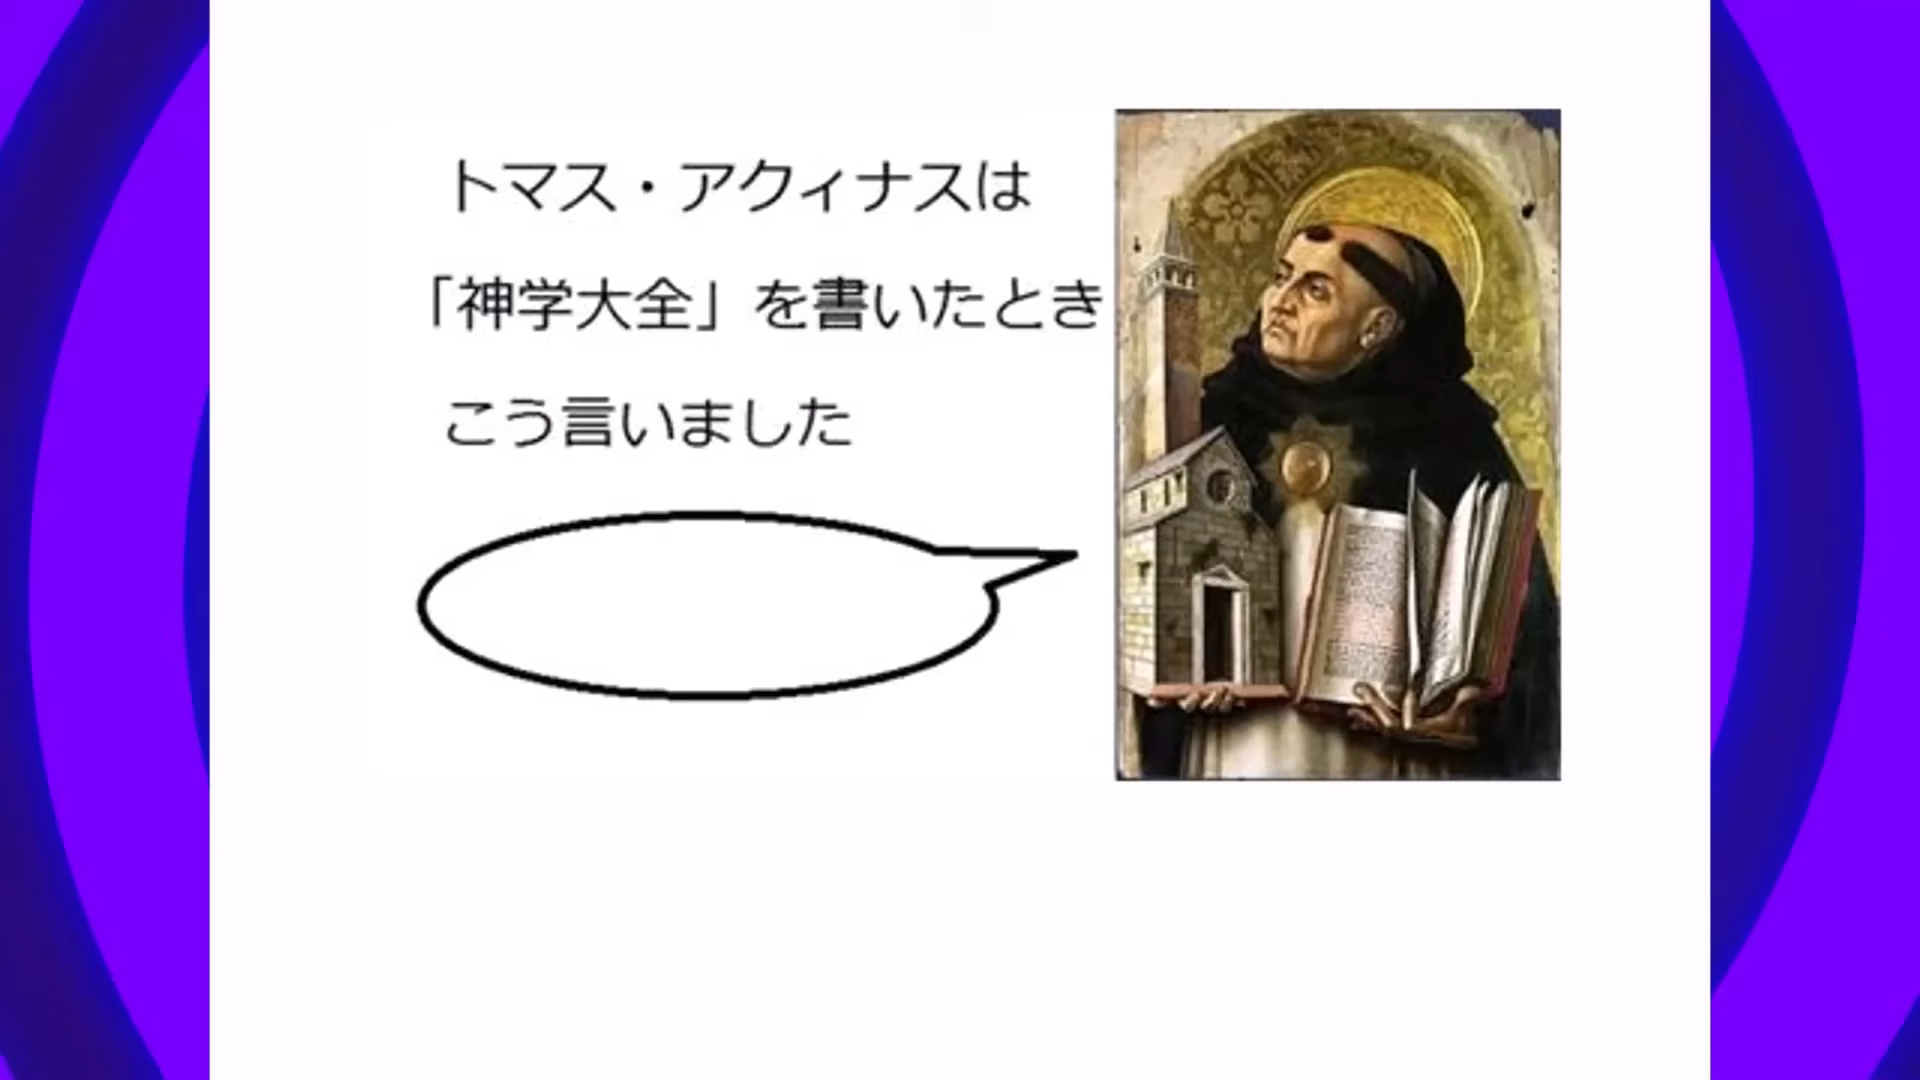 トマス・アクィナスは
「神学大全」を書いたとき
こう言いました